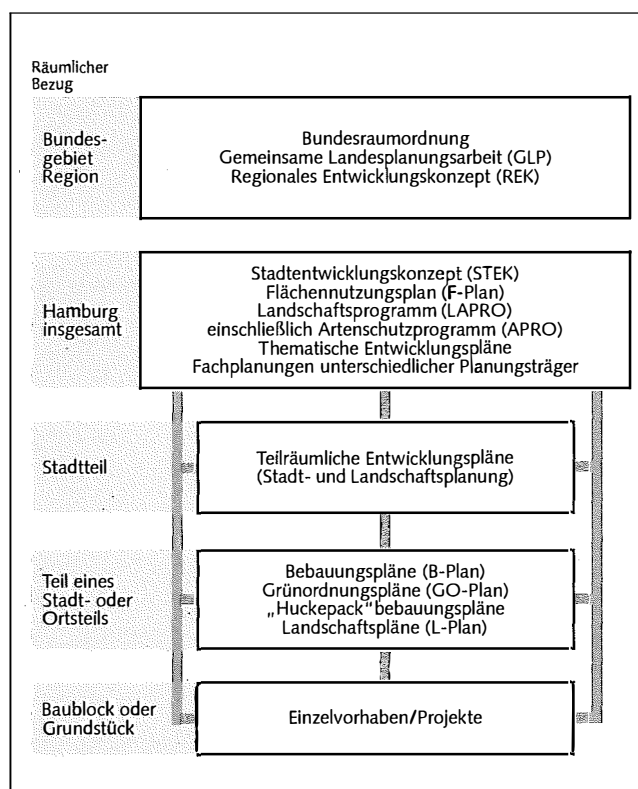 Räumlicher
Bezug
Bundes-
gebiet
Region
Bundesraumordnung
Gemeinsame Landesplanungsarbeit (GLP)
Regionales Entwicklungskonzept (REK)
Hamburg
insgesamt
Stadtentwicklungskonzept (STEK)
Flächennutzungsplan (F-Plan)
Landschaftsprogramm (LAPRO)
einschließlich Artenschutzprogramm (APRO)
Thematische Entwicklungspläne
Fachplanungen unterschiedlicher Planungsträger
Stadtteil
Teilräumliche Entwicklungspläne
(Stadt- und Landschaftsplanung)
Teil eines
Stadt- oder
Ortsteils
Bebauungspläne (B-Plan)
Grünordnungspläne (GO-Plan)
„Huckepack“bebauungspläne
Landschaftspläne (L-Plan)
Baublock oder
Grundstück
Einzelvorhaben/Projekte